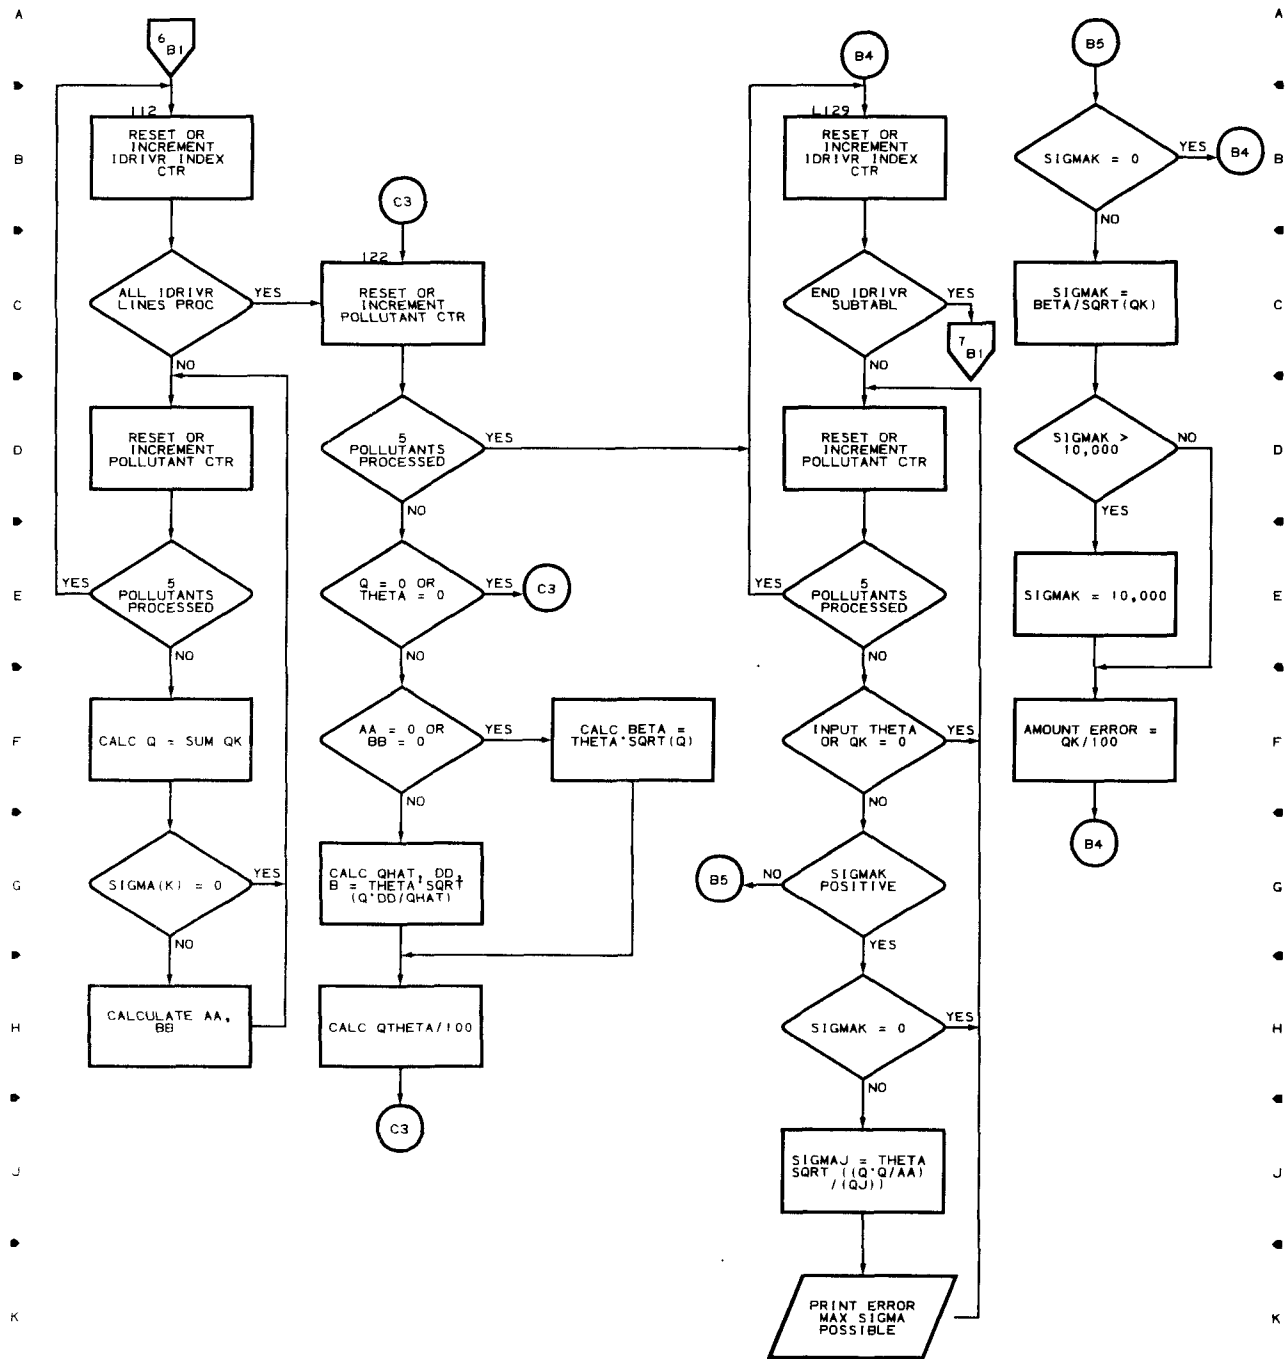 A
A
6
B1
B4
B5
112
RESET OR
INCREMENT
IDRIVR INDEX
CTR
L129
RESET OR
INCREMENT
IDRIVR INDEX
CTR
B
SIGMAK = 0
YES
B4
B
NO
C3
122
C
ALL IDRIVR
LINES PROC
YES
NO
RESET OR
INCREMENT
POLLUTANT CTR
END IDRIVR
SUBTABL
YES
7
B1
NO
SIGMAK =
BETA/SQRT(QK)
C
D
RESET OR
INCREMENT
POLLUTANT CTR
5
POLLUTANTS
PROCESSED
YES
NO
RESET OR
INCREMENT
POLLUTANT CTR
SIGMAK >
10,000
NO
YES
D
E
YES
5
POLLUTANTS
PROCESSED
NO
Q = 0 OR
THETA = 0
YES
C3
NO
YES
5
POLLUTANTS
PROCESSED
NO
SIGMAK = 10,000
E
F
CALC Q = SUM QK
AA = 0 OR
BB = 0
YES
NO
CALC BETA =
THETA*SQRT(Q)
INPUT THETA
OR QK = 0
YES
NO
AMOUNT ERROR =
QK/100
F
B4
G
SIGMA(K) = 0
YES
NO
CALC QHAT, DD,
B = THETA*SQRT
(Q*DD/QHAT)
B5
NO
SIGMAK
POSITIVE
YES
G
H
CALCULATE AA,
BB
CALC QTHETA/100
SIGMAK = 0
YES
NO
H
C3
J
SIGMAJ = THETA
SQRT ((Q*Q/AA)
/(QJ))
J
K
PRINT ERROR
MAX SIGMA
POSSIBLE
K